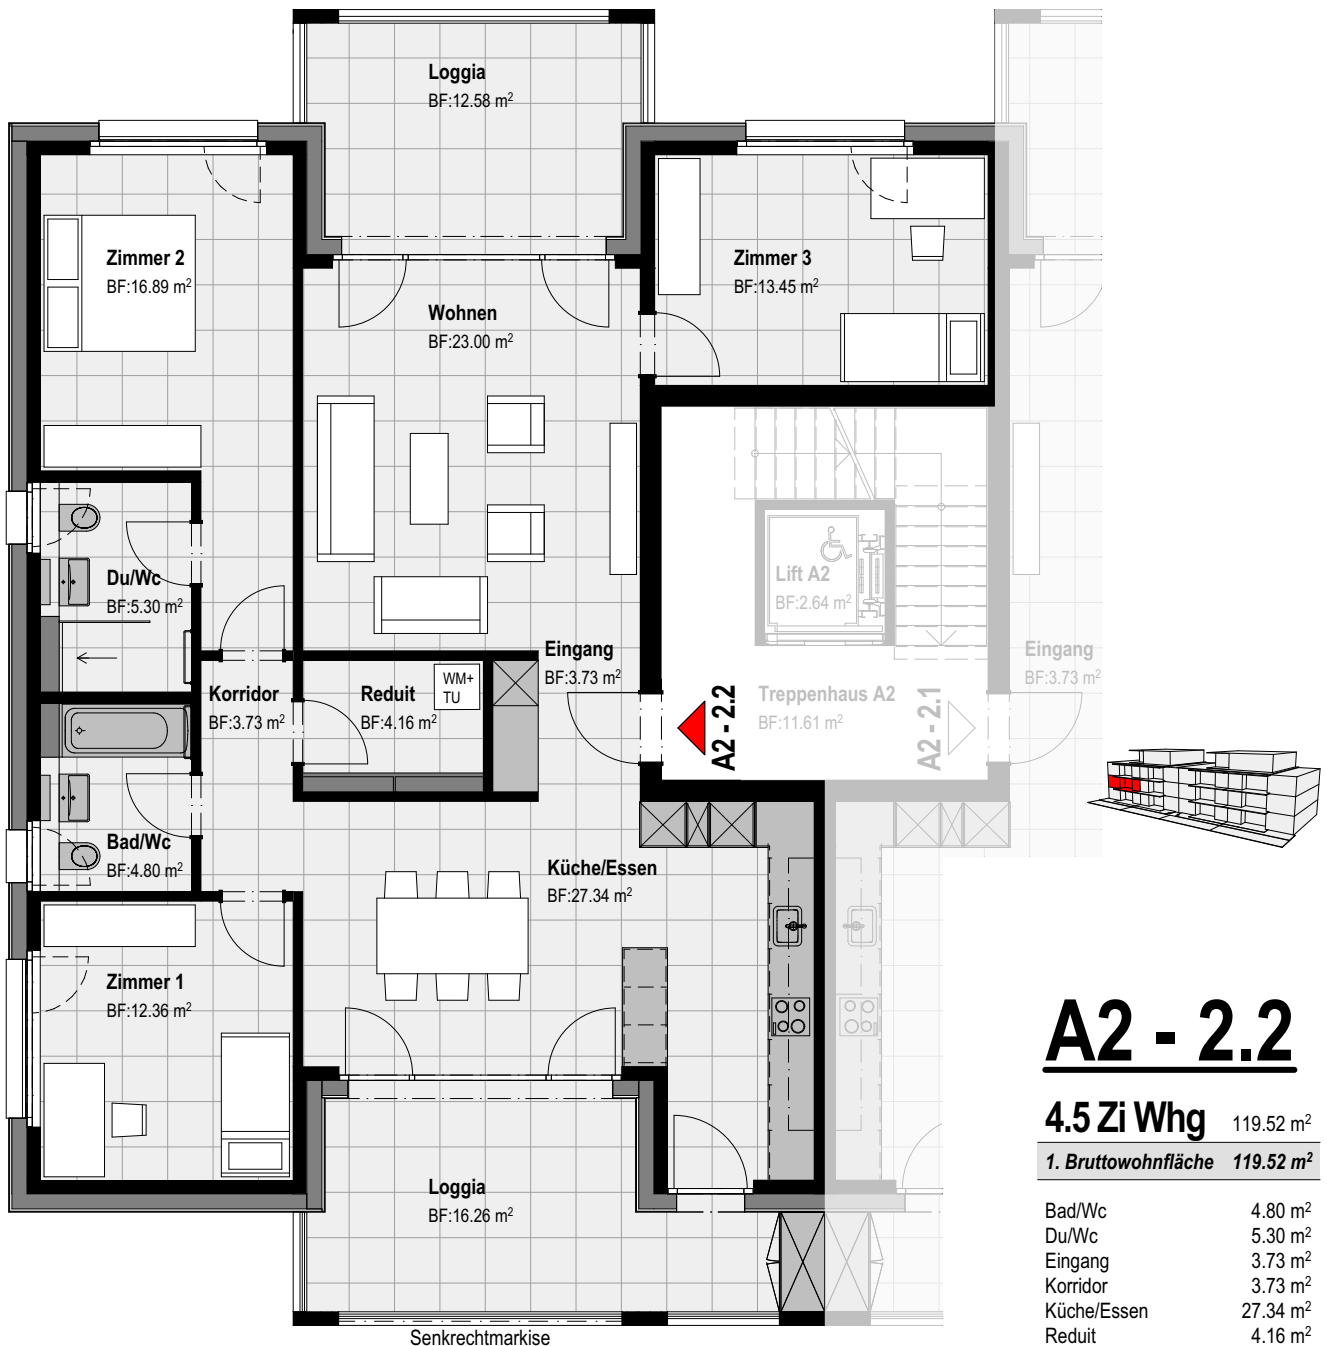 Loggia
BF:12.58 m²
Zimmer 2
BF:16.89 m²
Zimmer 3
BF:13.45 m²
Wohnen
BF:23.00 m²
Du/Wc
BF:5.30 m²
Lift A2
BF:2.64 m²
Eingang
BF:3.73 m²
Eingang
BF:3.73 m²
Korridor
BF:3.73 m²
Reduit
BF:4.16 m²
WM+
TU
Treppenhaus A2
BF:11.61 m²
A2 - 2.2
A2 - 2.1
Bad/Wc
BF:4.80 m²
Küche/Essen
BF:27.34 m²
Zimmer 1
BF:12.36 m²
Loggia
BF:16.26 m²
Senkrechtmarkise
A2 - 2.2
4.5 Zi Whg 119.52 m²
1. Bruttowohnfläche 119.52 m²
Bad/Wc 4.80 m²
Du/Wc 5.30 m²
Eingang 3.73 m²
Korridor 3.73 m²
Küche/Essen 27.34 m²
Reduit 4.16 m²